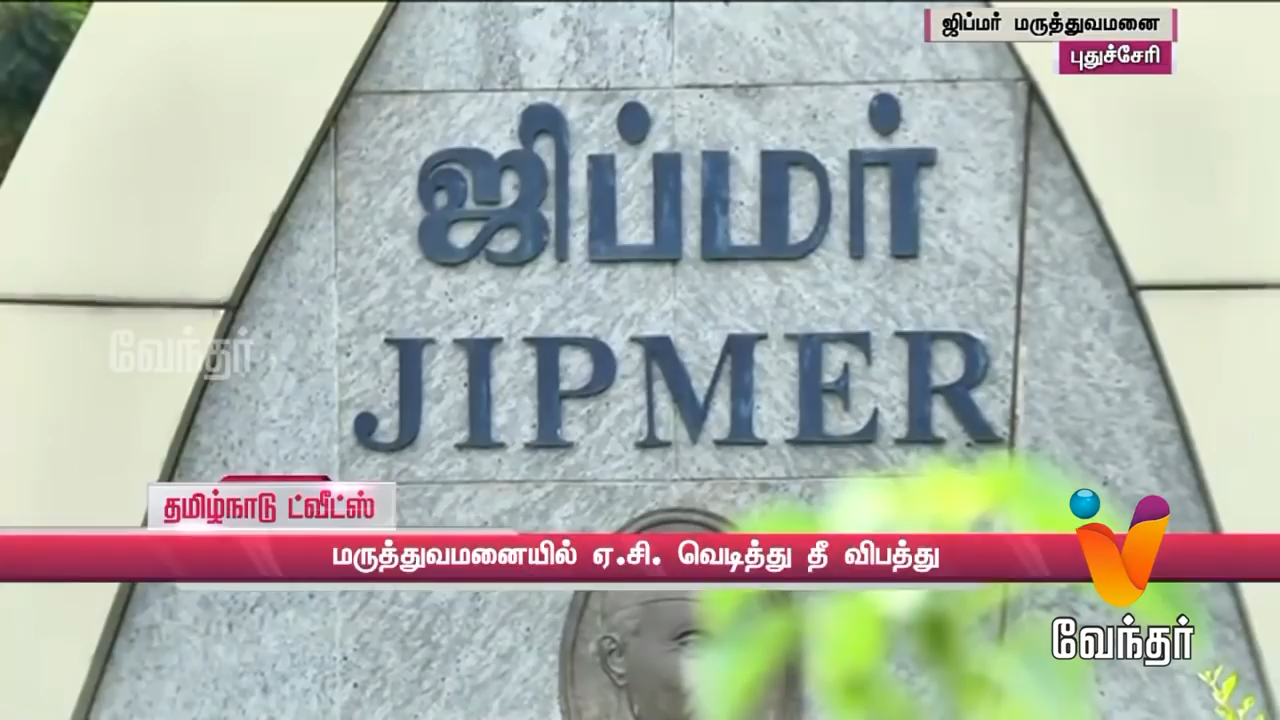 ஜிப்மர் மருத்துவமனை
புதுச்சேரி
ஜிப்மர்
JIPMER
வேந்தர்
தமிழ்நாடு ட்வீட்ஸ்
மருத்துவமனையில் ஏ.சி. வெடித்து தீ விபத்து
வேந்தர்